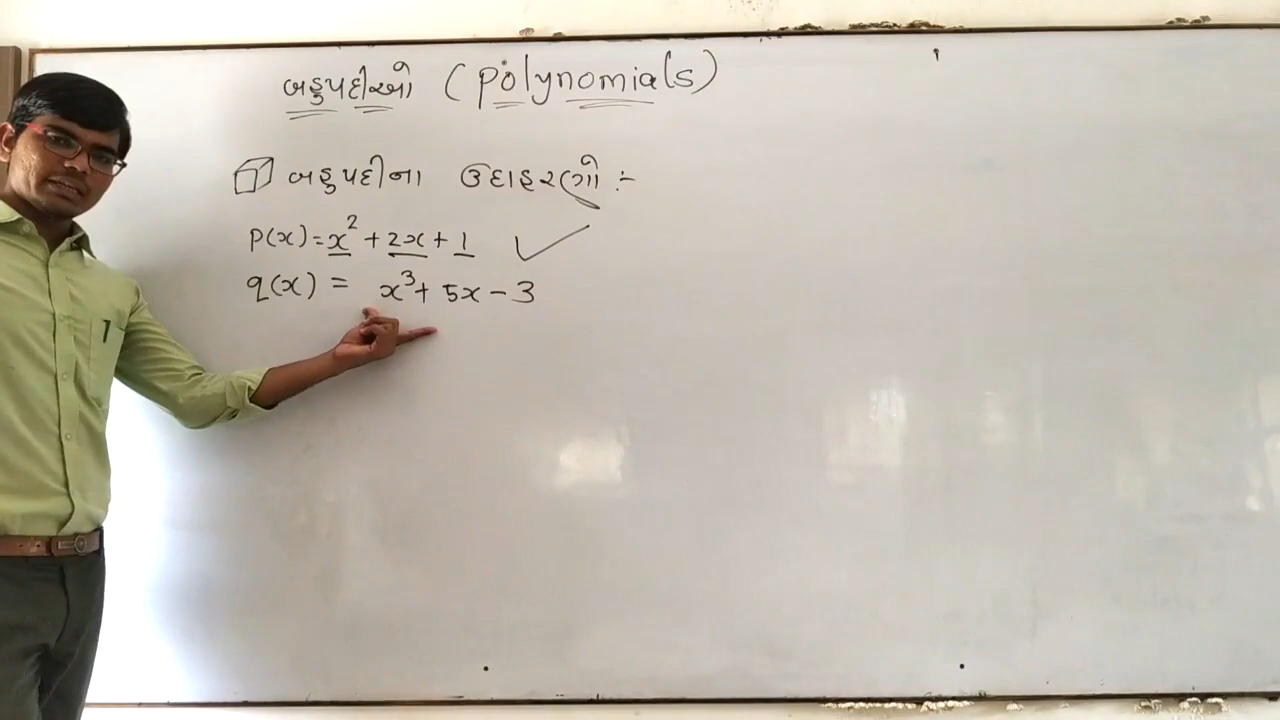 બહુપદીઓ (Polynomials)
બહુપદીના ઉદાહરણો :-
p(x) = x² + 2x + 1
q(x) = x³ + 5x - 3